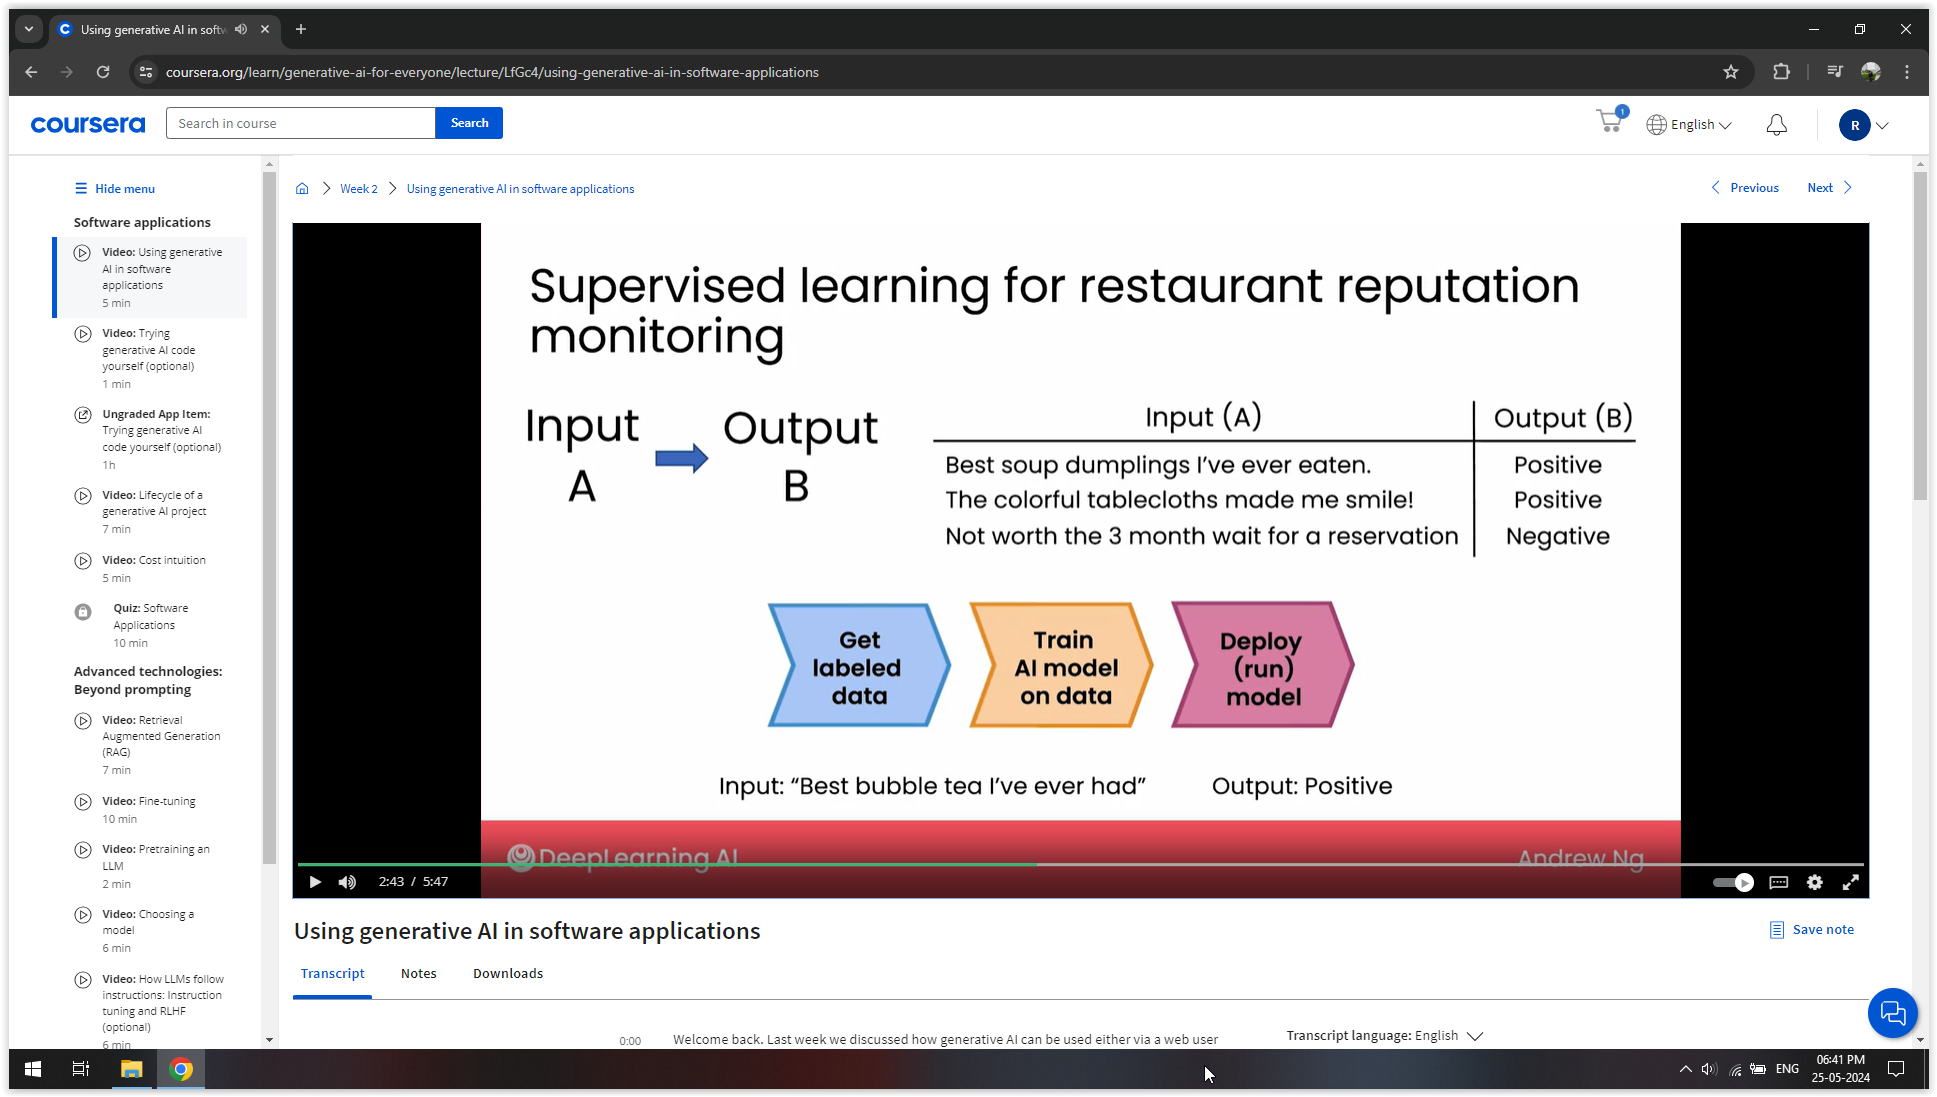 Using generative AI in softw
coursera.org/learn/generative-ai-for-everyone/lecture/LfGc4/using-generative-ai-in-software-applications
coursera
Search in course
Search
1
English
R
Hide menu
Software applications
Video: Using generative
AI in software
applications
5 min
Video: Trying
generative AI code
yourself (optional)
1 min
Ungraded App Item:
Trying generative AI
code yourself (optional)
1h
Video: Lifecycle of a
generative AI project
7 min
Video: Cost intuition
5 min
Quiz: Software
Applications
10 min
Advanced technologies:
Beyond prompting
Video: Retrieval
Augmented Generation
(RAG)
7 min
Video: Fine-tuning
10 min
Video: Pretraining an
LLM
2 min
Video: Choosing a
model
6 min
Video: How LLMs follow
instructions: Instruction
tuning and RLHF
(optional)
6 min
Week 2
Using generative AI in software applications
Previous
Next
Supervised learning for restaurant reputation
monitoring
Input
A
Output
B
Input (A)
Output (B)
Best soup dumplings I've ever eaten.
Positive
The colorful tablecloths made me smile!
Positive
Not worth the 3 month wait for a reservation
Negative
Get
labeled
data
Train
AI model
on data
Deploy
(run)
model
Input: “Best bubble tea I've ever had”
Output: Positive
DeepLearning.AI
Andrew Ng
2:43 / 5:47
Using generative AI in software applications
Save note
Transcript
Notes
Downloads
0:00
Welcome back. Last week we discussed how generative AI can be used either via a web user
Transcript language: English
ENG
06:41 PM
25-05-2024